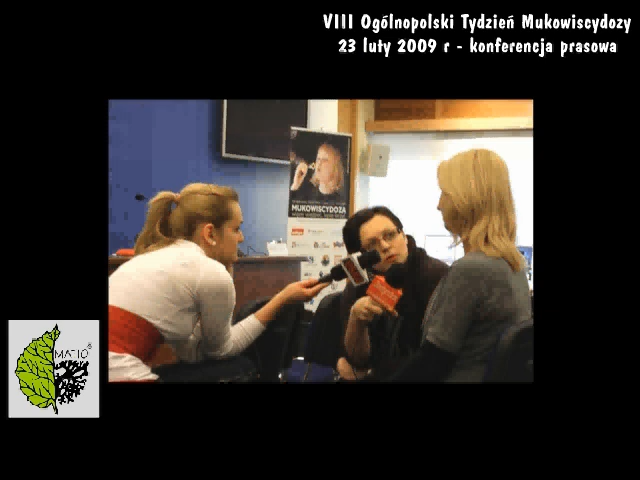 VIII Ogólnopolski Tydzień Mukowiscydozy
23 luty 2009 r - konferencja prasowa
MUKOWISCYDOZA
MATIO